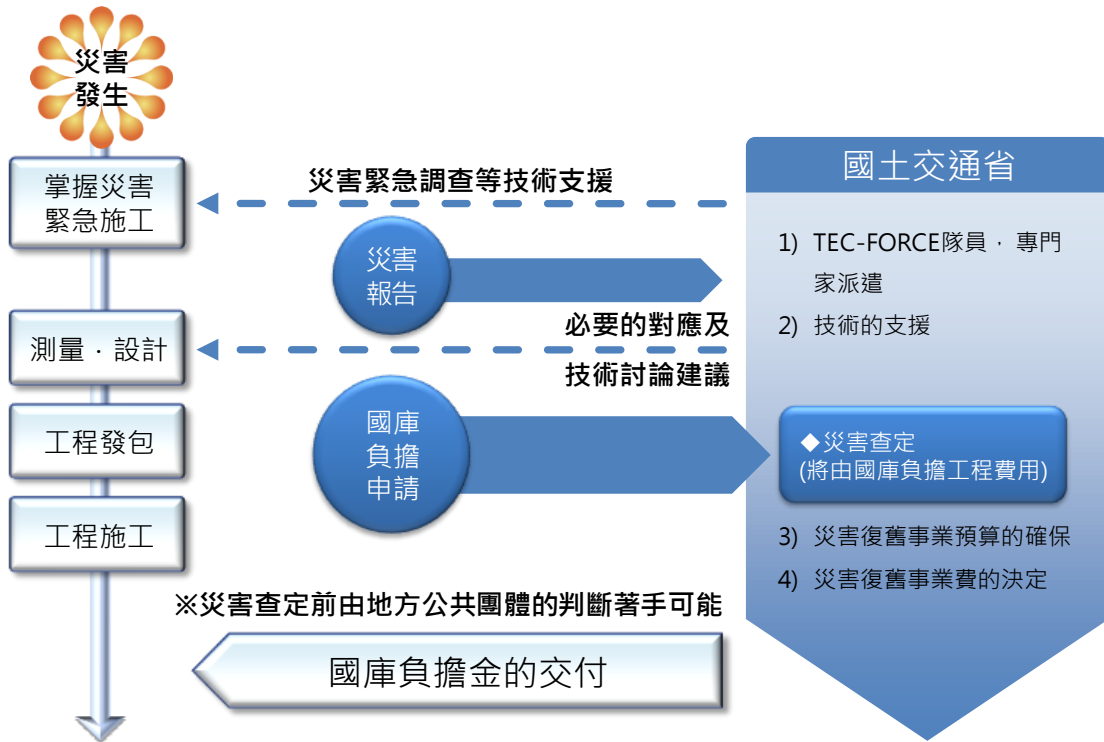 災害
發生
掌握災害
緊急施工
測量．設計
工程發包
工程施工
災害緊急調查等技術支援
災害
報告
必要的對應及
技術討論建議
國庫
負擔
申請
※災害查定前由地方公共團體的判斷著手可能
國庫負擔金的交付
國土交通省
1) TEC-FORCE隊員．專門
家派遣
2) 技術的支援
◆災害查定
(將由國庫負擔工程費用)
3) 災害復舊事業預算的確保
4) 災害復舊事業費的決定